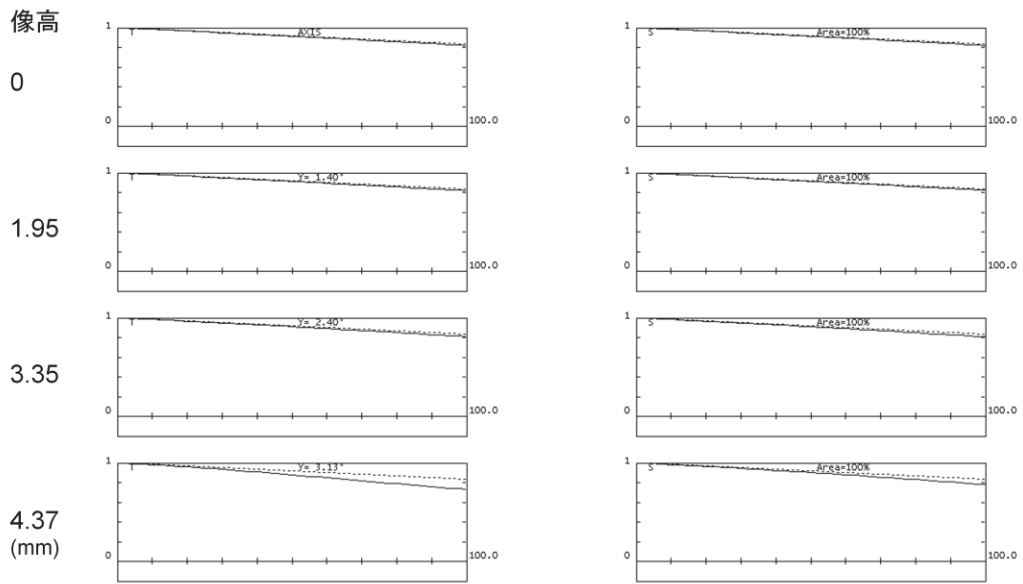 像高
1 T AXIS
0 100.0
1 S Area=100%
0 100.0
0
1 T Y= 1.40°
0 100.0
1 S Area=100%
0 100.0
1.95
1 T Y= 2.40°
0 100.0
1 S Area=100%
0 100.0
3.35
1 T Y= 3.13°
0 100.0
1 S Area=100%
0 100.0
4.37
(mm)